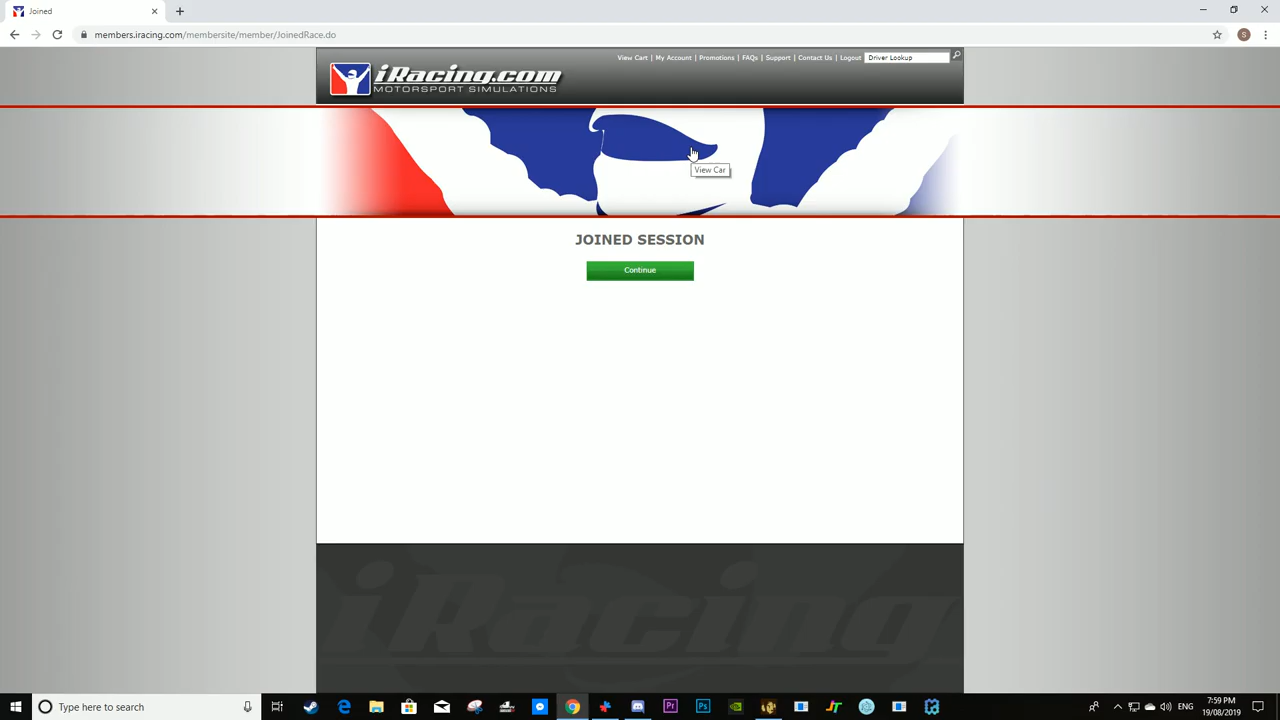 Joined
members.iracing.com/membersite/member/JoinedRace.do
S
View Cart | My Account | Promotions | FAQs | Support | Contact Us | Logout
Driver Lookup
iRacing.com
MOTORSPORT SIMULATIONS
View Car
JOINED SESSION
Continue
iRacing
Type here to search
Pr
Ps
ENG
7:59 PM
19/08/2019